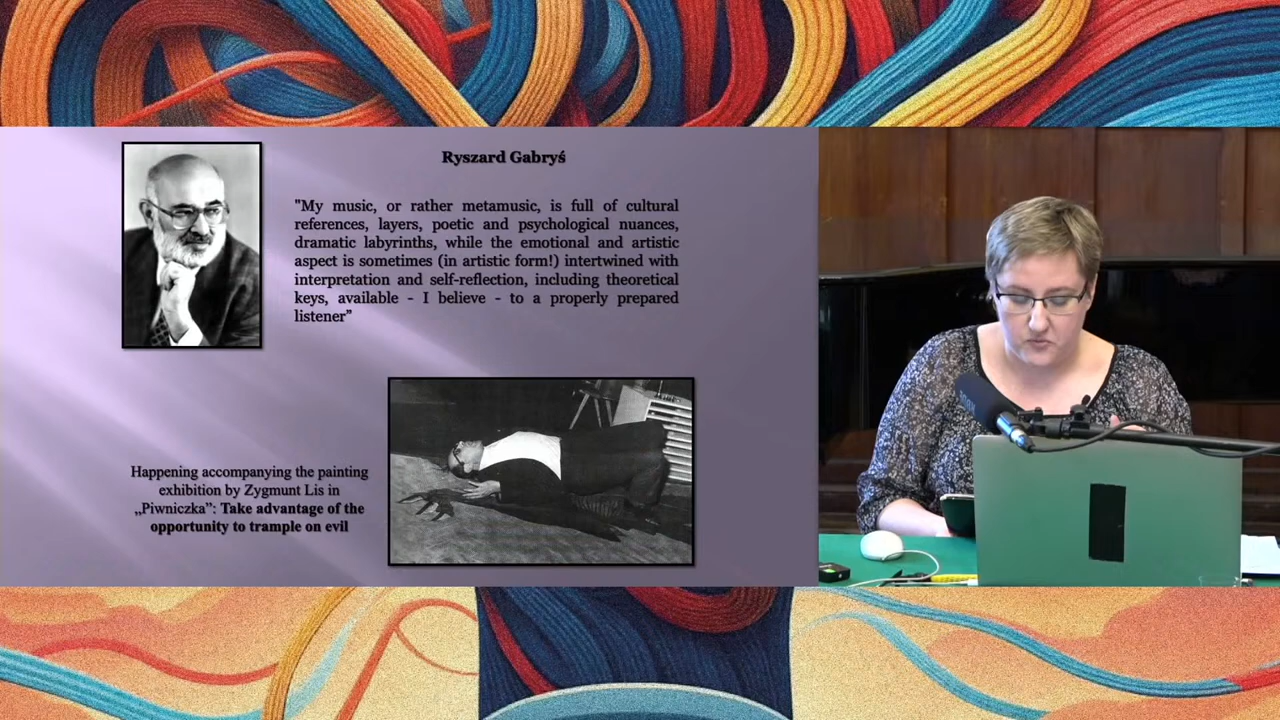 Ryszard Gabryś
"My music, or rather metamusic, is full of cultural
references, layers, poetic and psychological nuances,
dramatic labyrinths, while the emotional and artistic
aspect is sometimes (in artistic form!) intertwined with
interpretation and self-reflection, including theoretical
keys, available - I believe - to a properly prepared
listener”
Happening accompanying the painting
exhibition by Zygmunt Lis in
„Piwniczka”: Take advantage of the
opportunity to trample on evil